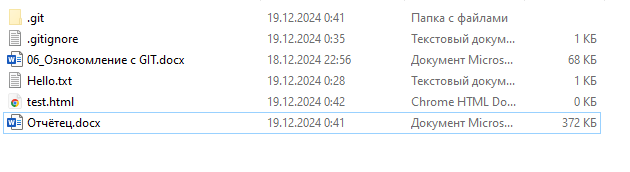 .git 19.12.2024 0:41 Папка с файлами
.gitignore 19.12.2024 0:35 Текстовый докум... 1 КБ
06_Ознокомление с GIT.docx 18.12.2024 22:56 Документ Micros... 68 КБ
Hello.txt 19.12.2024 0:28 Текстовый докум... 1 КБ
test.html 19.12.2024 0:42 Chrome HTML Do... 0 КБ
Отчётец.docx 19.12.2024 0:41 Документ Micros... 372 КБ